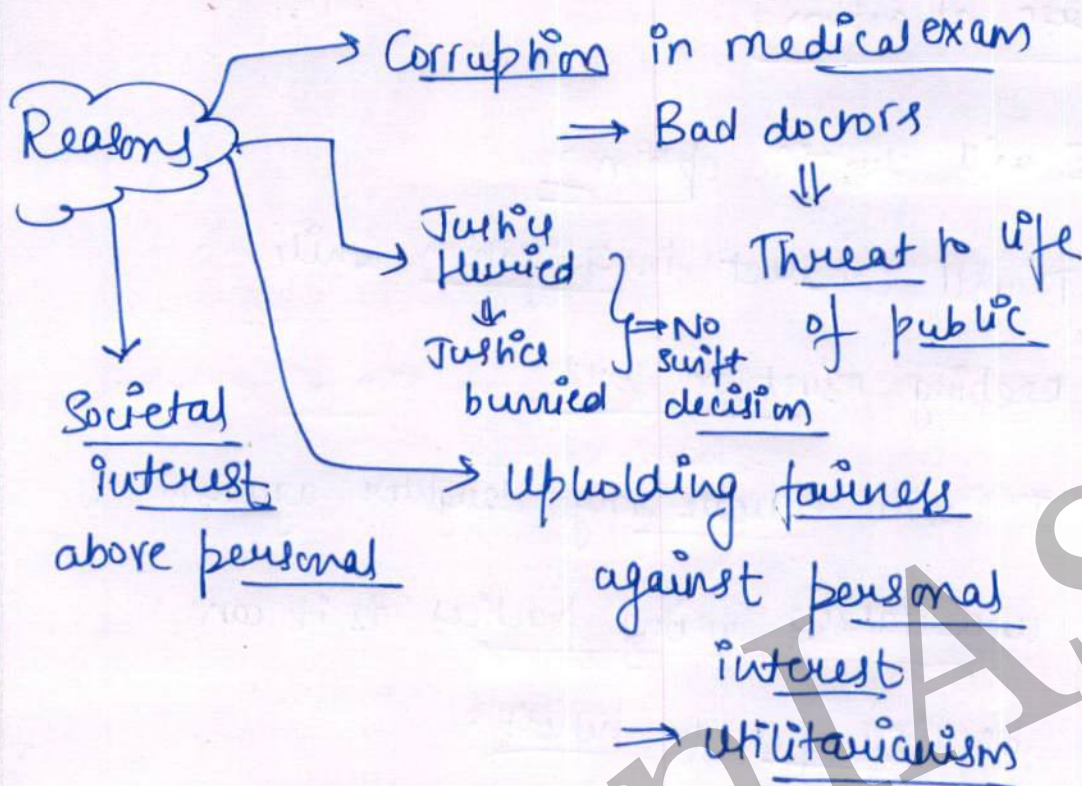 Reasons
→ Corruption in medical exam
⇒ Bad doctors
⇓
Threat to life
of public
→ Justice
Hurried
⇓
Justice
burried
} ⇒ No
swift
decision
Societal
interest
above personal
→ Upholding fairness
against personal
interest
⇒ Utilitarianism
nIAS